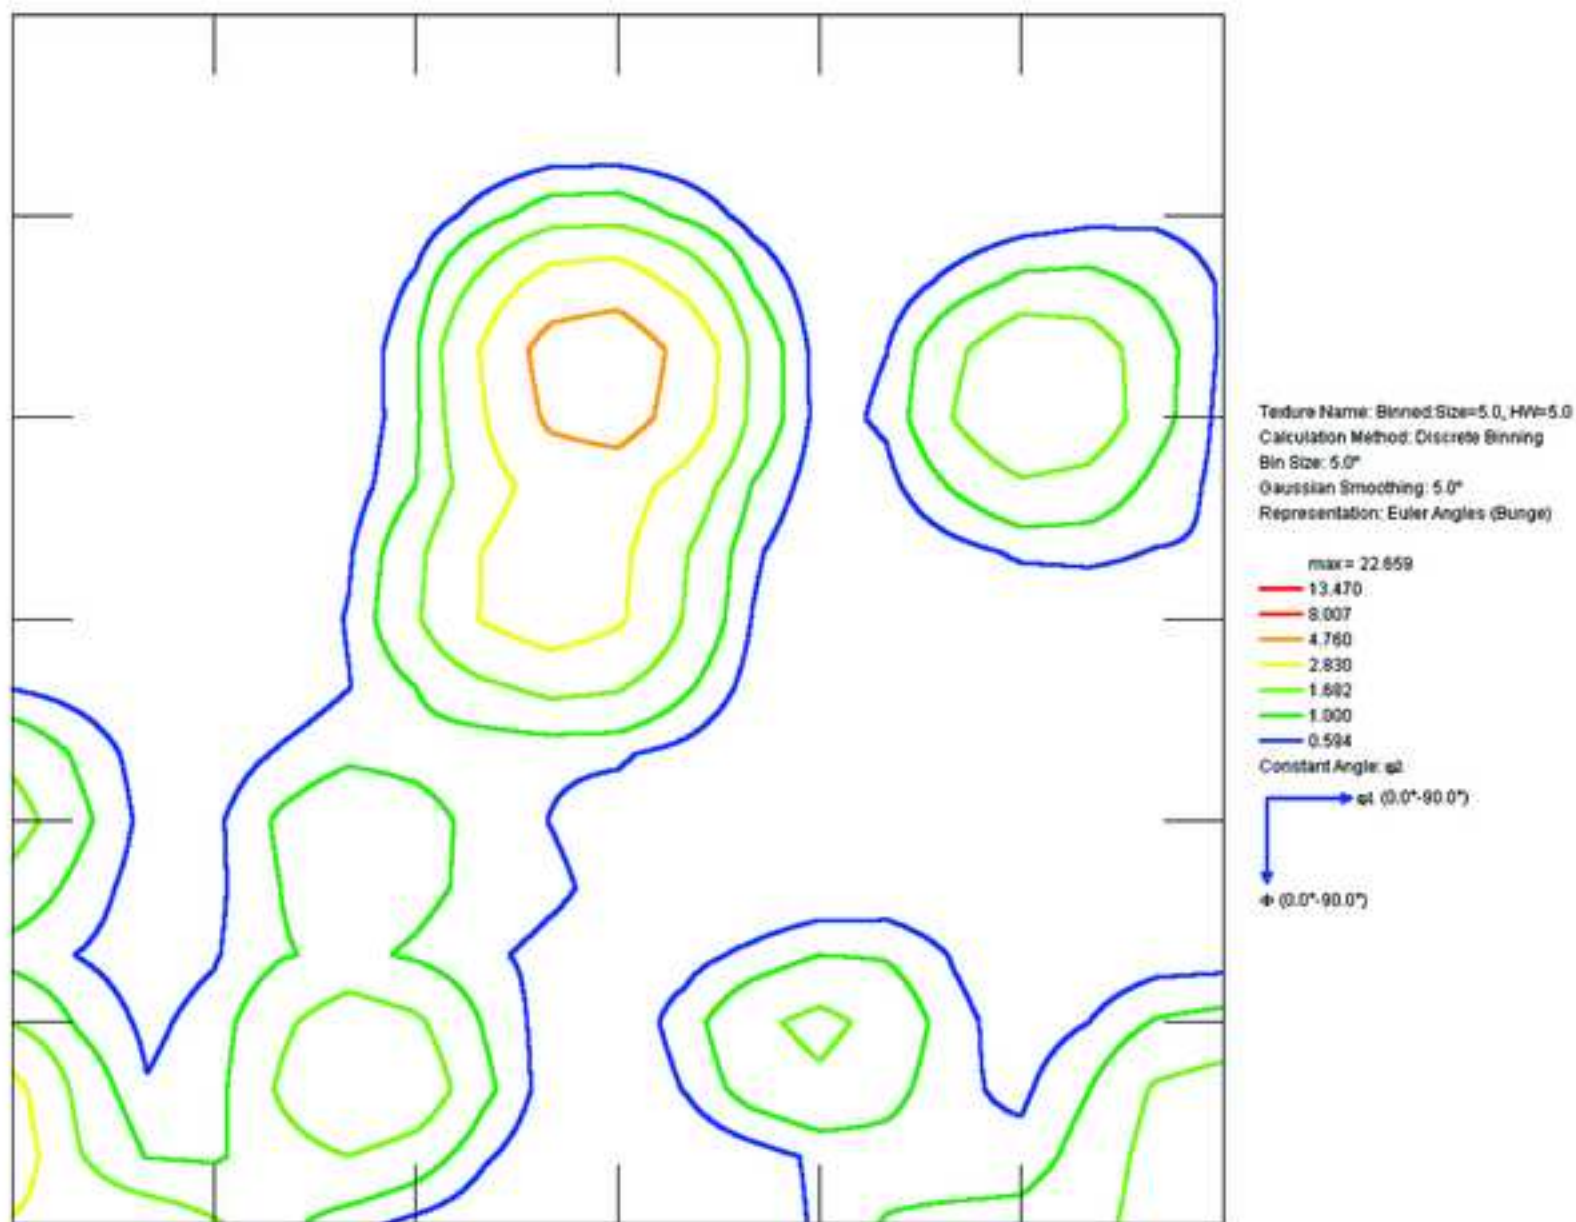 Texture Name: Binned:Size=5.0, HW=5.0
Calculation Method: Discrete Binning
Bin Size: 5.0°
Gaussian Smoothing: 5.0°
Representation: Euler Angles (Bunge)
max = 22.659
13.470
8.007
4.760
2.830
1.682
1.000
0.594
Constant Angle: φ2
φ1 (0.0°-90.0°)
Φ (0.0°-90.0°)